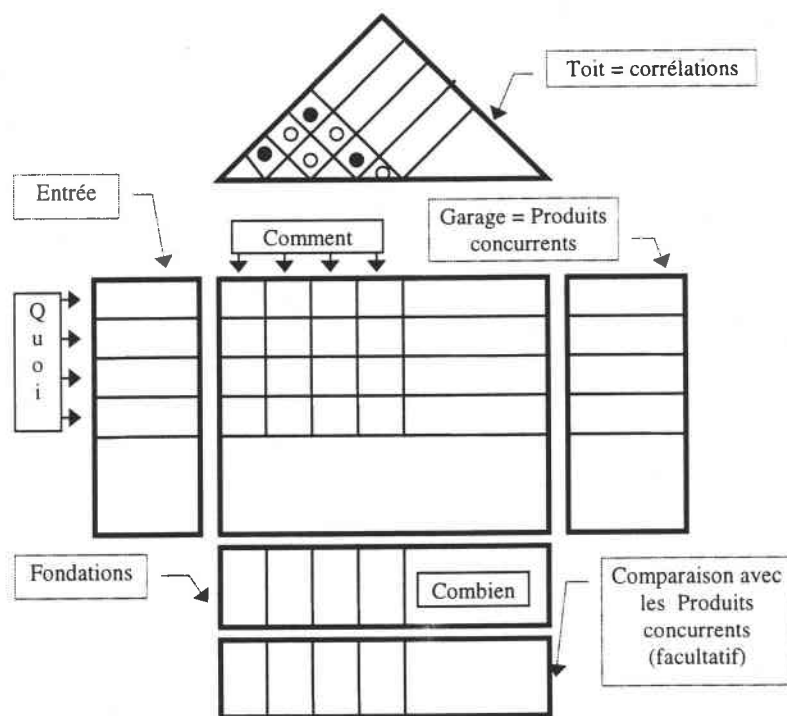 Toit = corrélations
Entrée
Garage = Produits
concurrents
Comment
Q
u
o
i
Fondations
Combien
Comparaison avec
les Produits
concurrents
(facultatif)